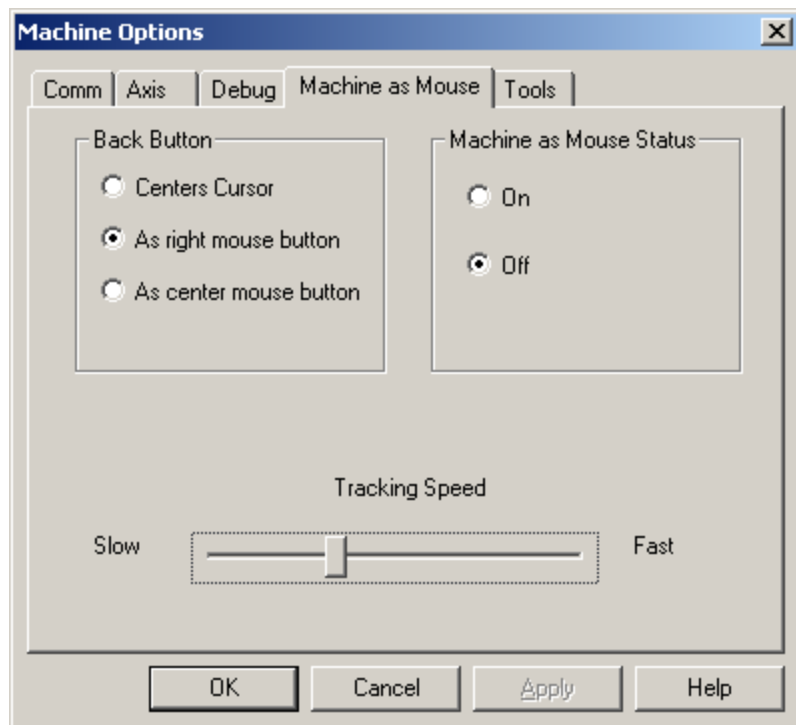 Machine Options
Comm Axis Debug Machine as Mouse Tools
Back Button
Centers Cursor
As right mouse button
As center mouse button
Machine as Mouse Status
On
Off
Tracking Speed
Slow Fast
OK Cancel Apply Help